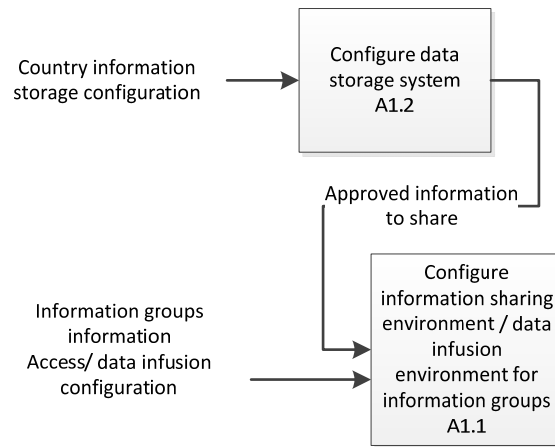 Country information
storage configuration
Configure data
storage system
A1.2
Approved information
to share
Information groups
information
Access/ data infusion
configuration
Configure
information sharing
environment / data
infusion
environment for
information groups
A1.1